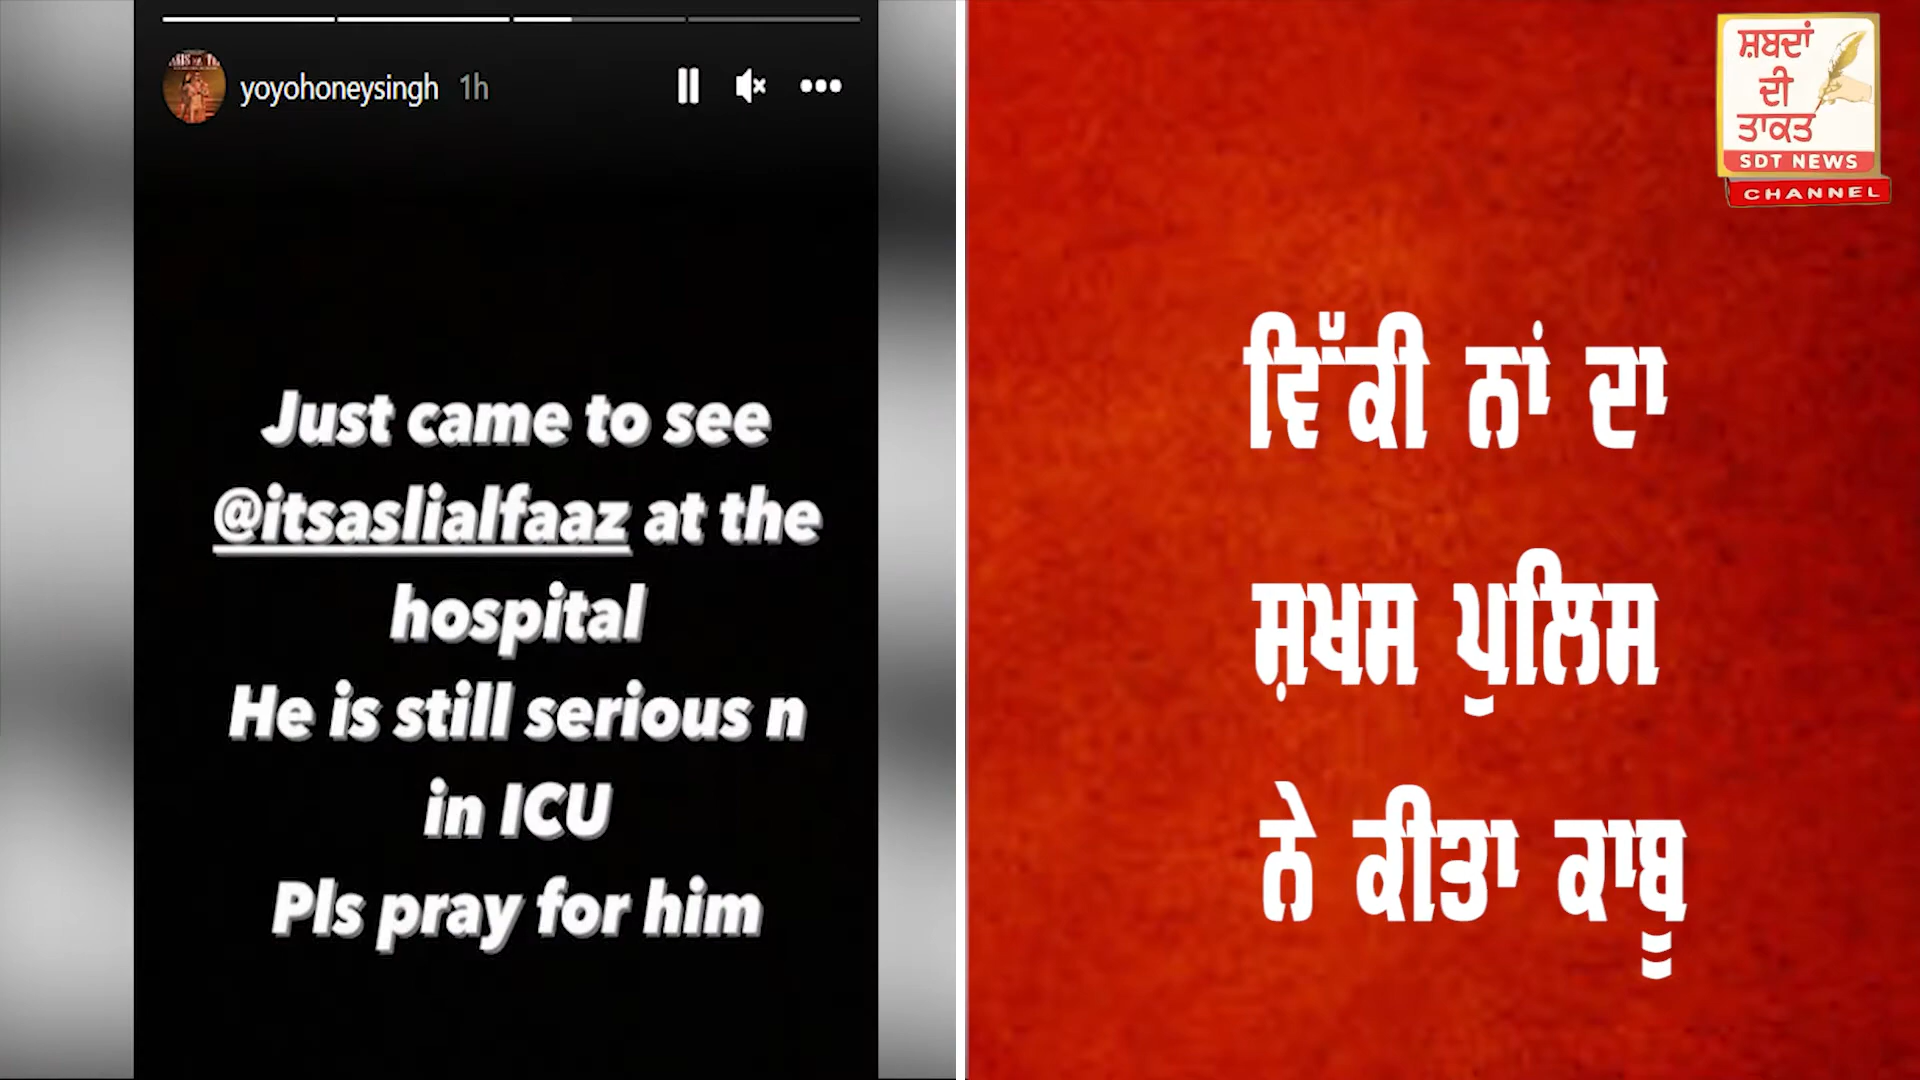 yoyohoneysingh 1h
Just came to see
@itsaslialfaaz at the
hospital
He is still serious n
in ICU
Pls pray for him
ਵਿੱਕੀ ਨਾਂ ਦਾ
ਸ਼ਖਸ ਪੁਲਿਸ
ਨੇ ਕੀਤਾ ਕਾਬੂ
ਸ਼ਬਦਾਂ
ਦੀ
ਤਾਕਤ
SDT NEWS
CHANNEL